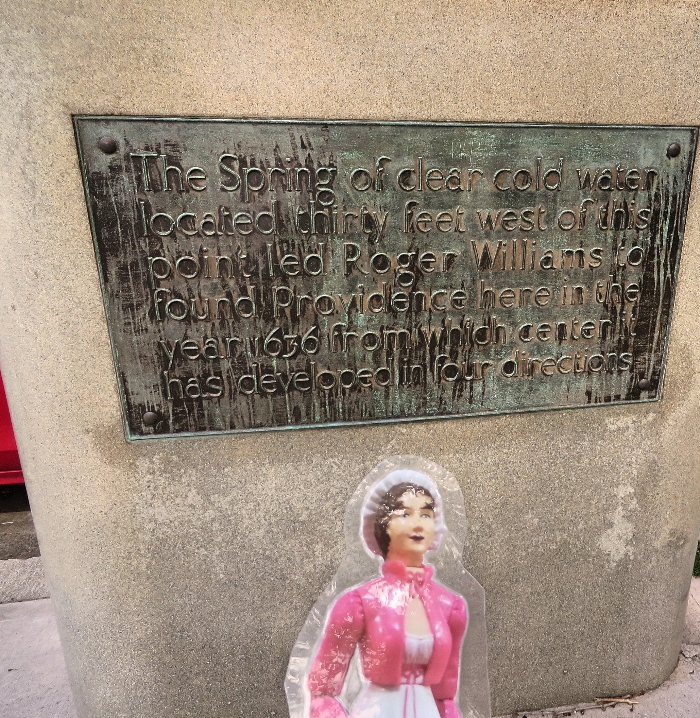 The Spring of clear cold water
located thirty feet west of this
point led Roger Williams to
found Providence here in the
year 1636 from which center it
has developed in four directions